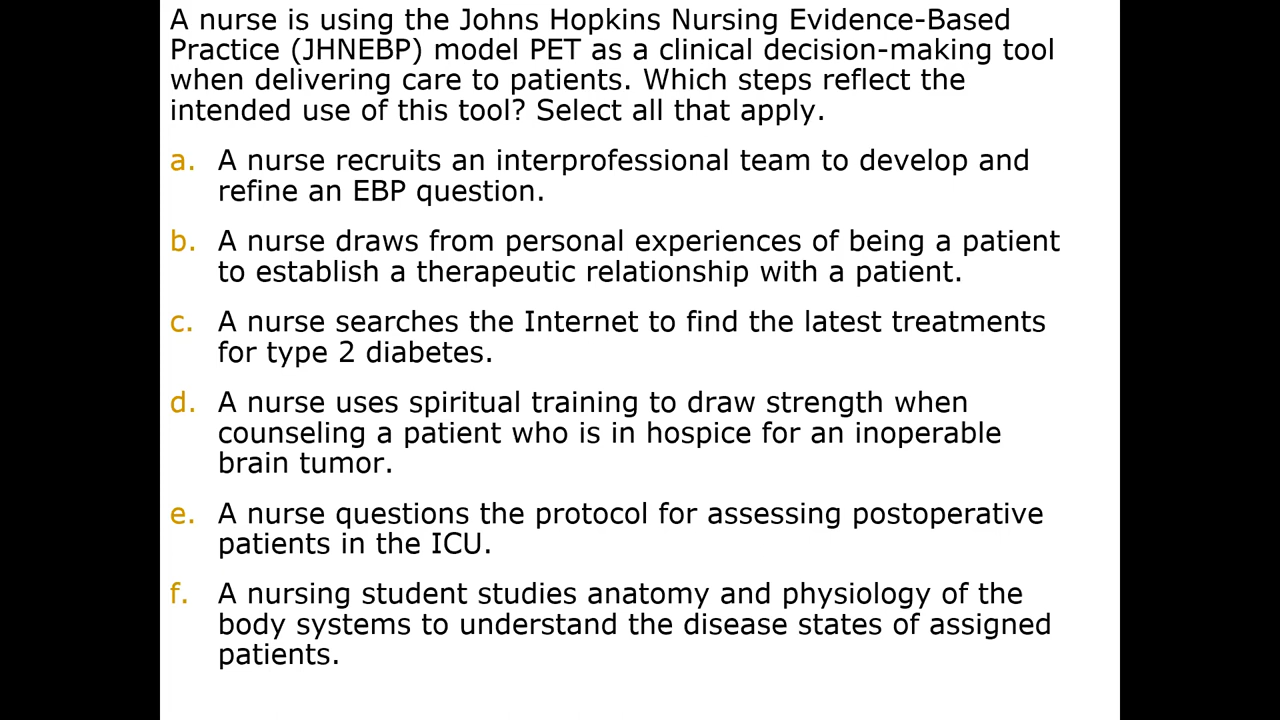 A nurse is using the Johns Hopkins Nursing Evidence-Based
Practice (JHNEBP) model PET as a clinical decision-making tool
when delivering care to patients. Which steps reflect the
intended use of this tool? Select all that apply.
a. A nurse recruits an interprofessional team to develop and
refine an EBP question.
b. A nurse draws from personal experiences of being a patient
to establish a therapeutic relationship with a patient.
c. A nurse searches the Internet to find the latest treatments
for type 2 diabetes.
d. A nurse uses spiritual training to draw strength when
counseling a patient who is in hospice for an inoperable
brain tumor.
e. A nurse questions the protocol for assessing postoperative
patients in the ICU.
f. A nursing student studies anatomy and physiology of the
body systems to understand the disease states of assigned
patients.